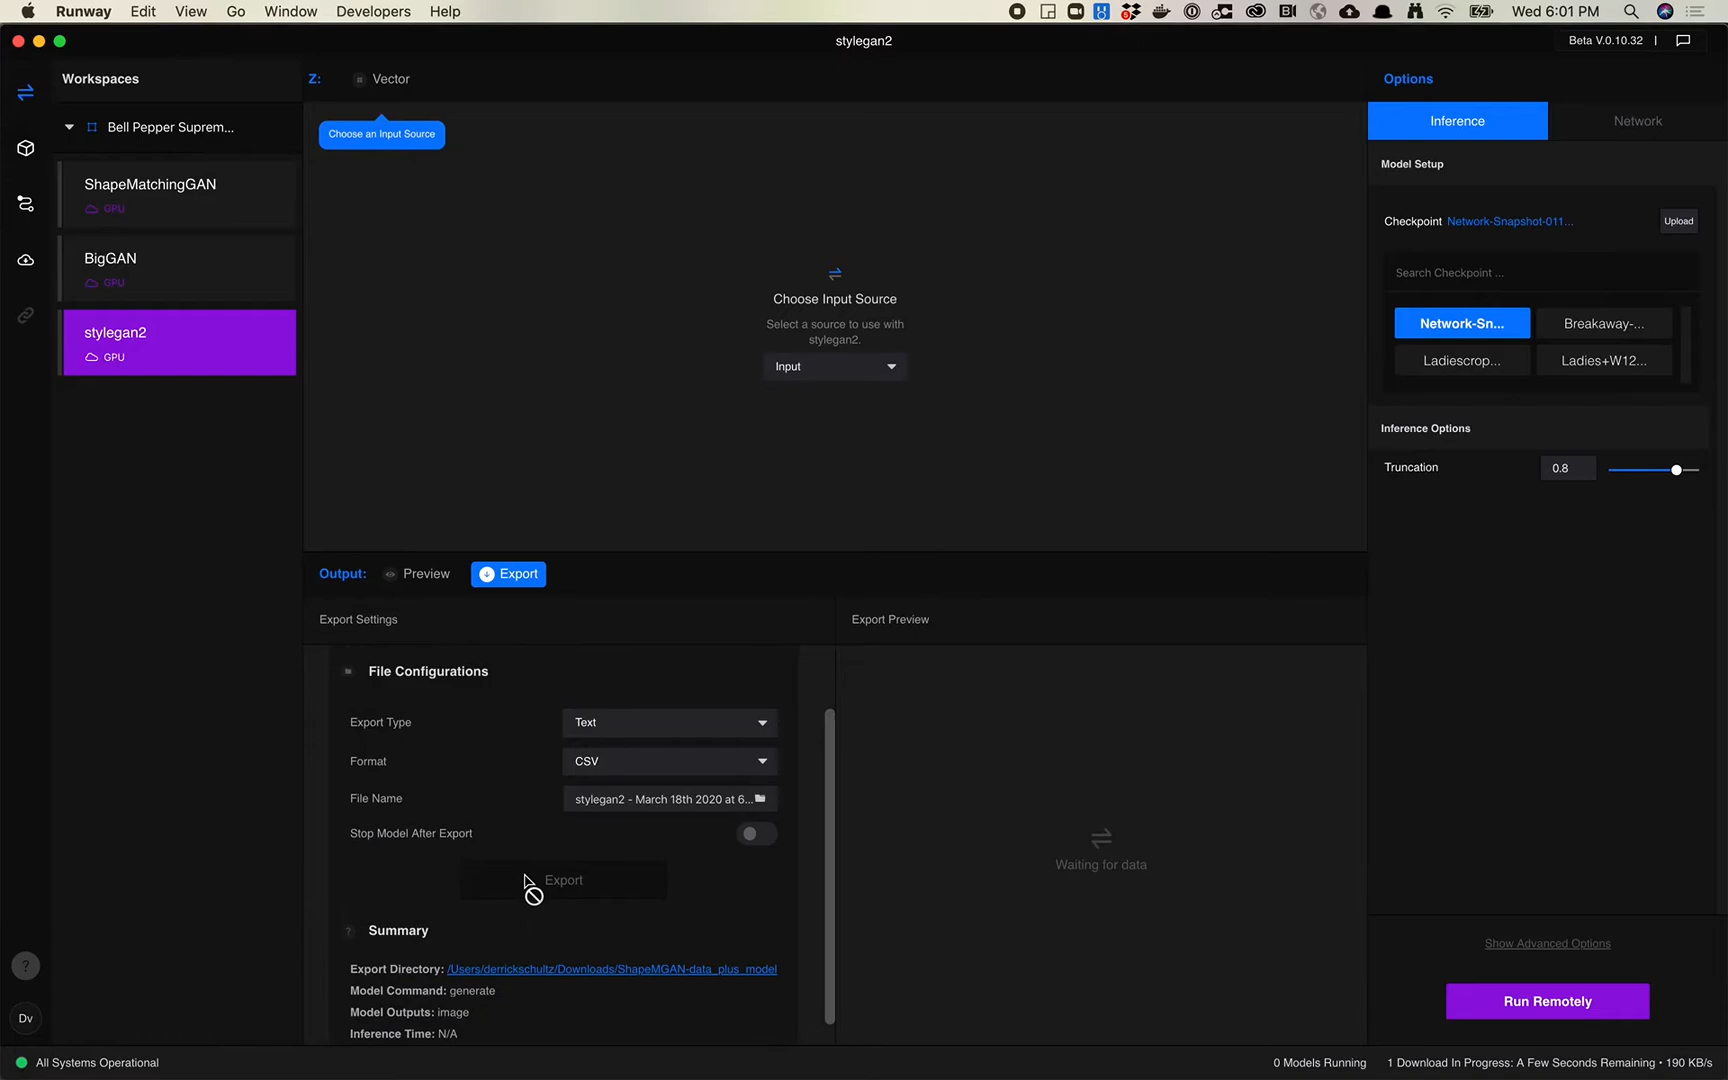 Runway Edit View Go Window Developers Help Wed 6:01 PM
stylegan2
Beta V.0.10.32
Workspaces
Bell Pepper Suprem...
ShapeMatchingGAN
GPU
BigGAN
GPU
stylegan2
GPU
Z: Vector
Choose an Input Source
Choose Input Source
Select a source to use with
stylegan2.
Input
Options
Inference Network
Model Setup
Checkpoint Network-Snapshot-011... Upload
Search Checkpoint ...
Network-Sn... Breakaway-...
Ladiescrop... Ladies+W12...
Inference Options
Truncation 0.8
Output: Preview Export
Export Settings
Export Preview
File Configurations
Export Type Text
Format CSV
File Name stylegan2 - March 18th 2020 at 6...
Stop Model After Export
Export
Summary
Export Directory: /Users/derrickschultz/Downloads/ShapeMGAN-data_plus_model
Model Command: generate
Model Outputs: image
Inference Time: N/A
Waiting for data
Show Advanced Options
Run Remotely
?
Dv
All Systems Operational
0 Models Running
1 Download In Progress: A Few Seconds Remaining • 190 KB/s